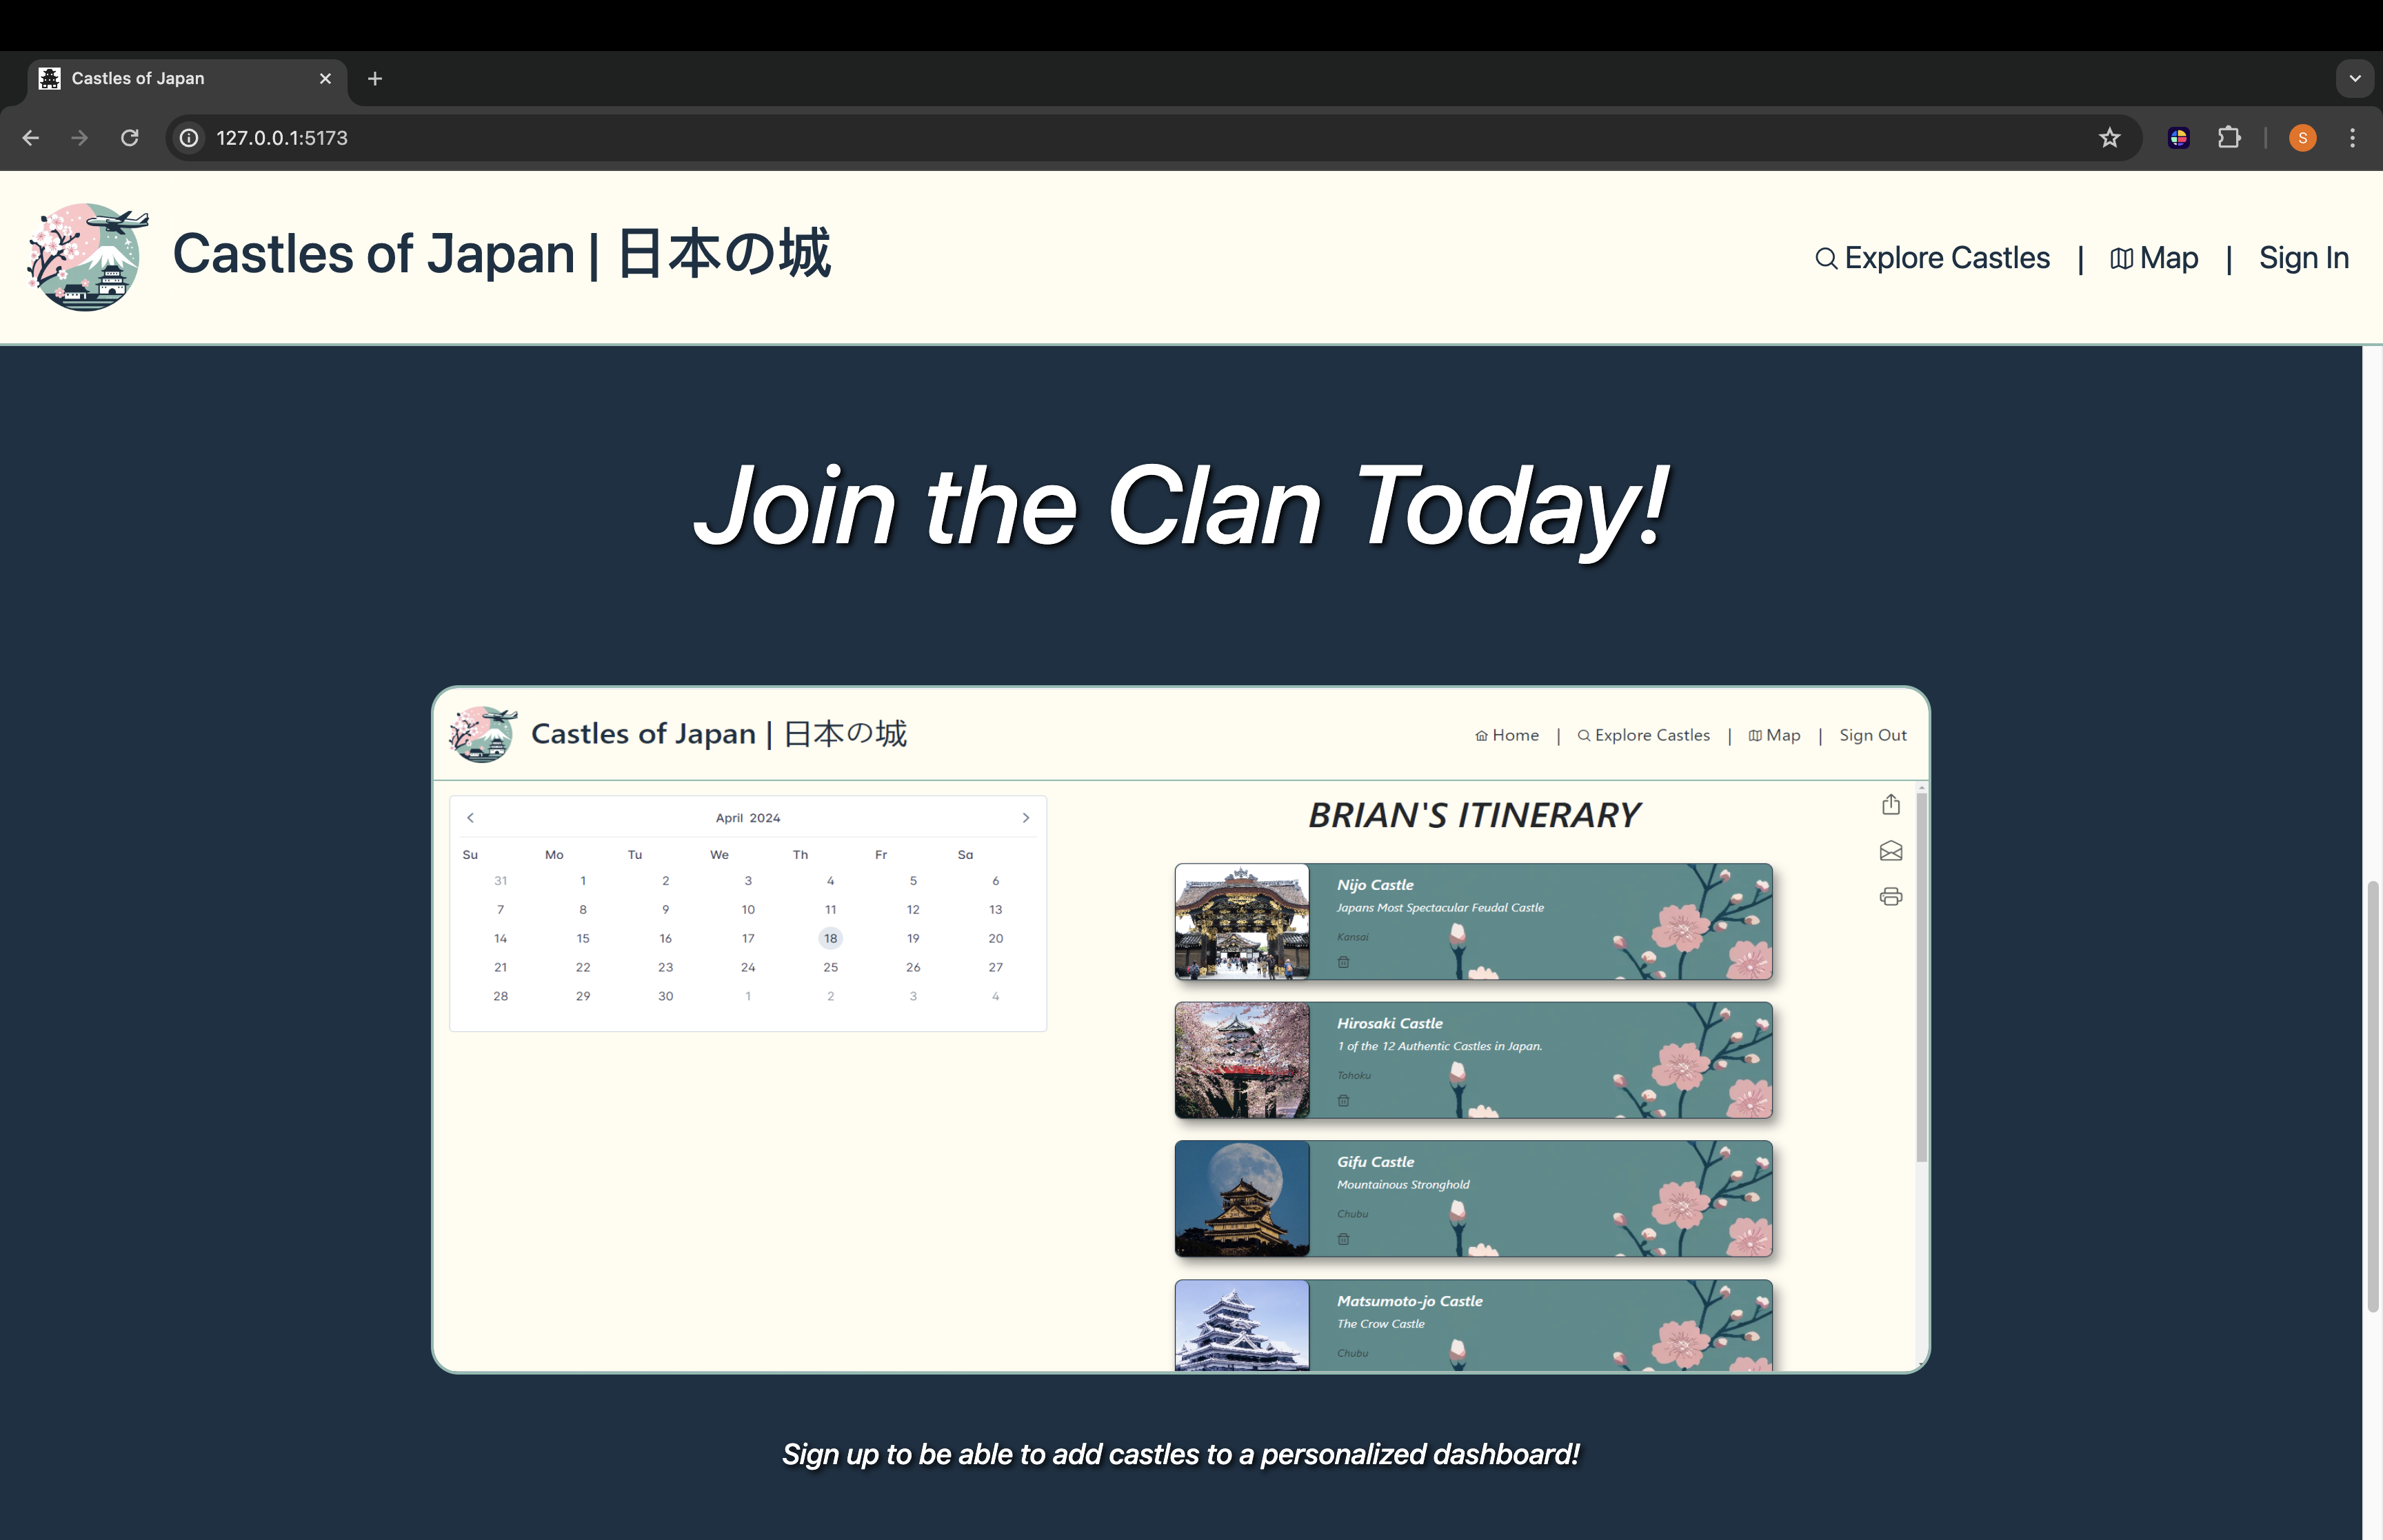 Castles of Japan
127.0.0.1:5173
S
Castles of Japan | 日本の城
Explore Castles | Map | Sign In
Join the Clan Today!
Castles of Japan | 日本の城
Home | Explore Castles | Map | Sign Out
April 2024
Su Mo Tu We Th Fr Sa
31 1 2 3 4 5 6
7 8 9 10 11 12 13
14 15 16 17 18 19 20
21 22 23 24 25 26 27
28 29 30 1 2 3 4
BRIAN'S ITINERARY
Nijo Castle
Japans Most Spectacular Feudal Castle
Kansai
Hirosaki Castle
1 of the 12 Authentic Castles in Japan.
Tohoku
Gifu Castle
Mountainous Stronghold
Chubu
Matsumoto-jo Castle
The Crow Castle
Chubu
Sign up to be able to add castles to a personalized dashboard!